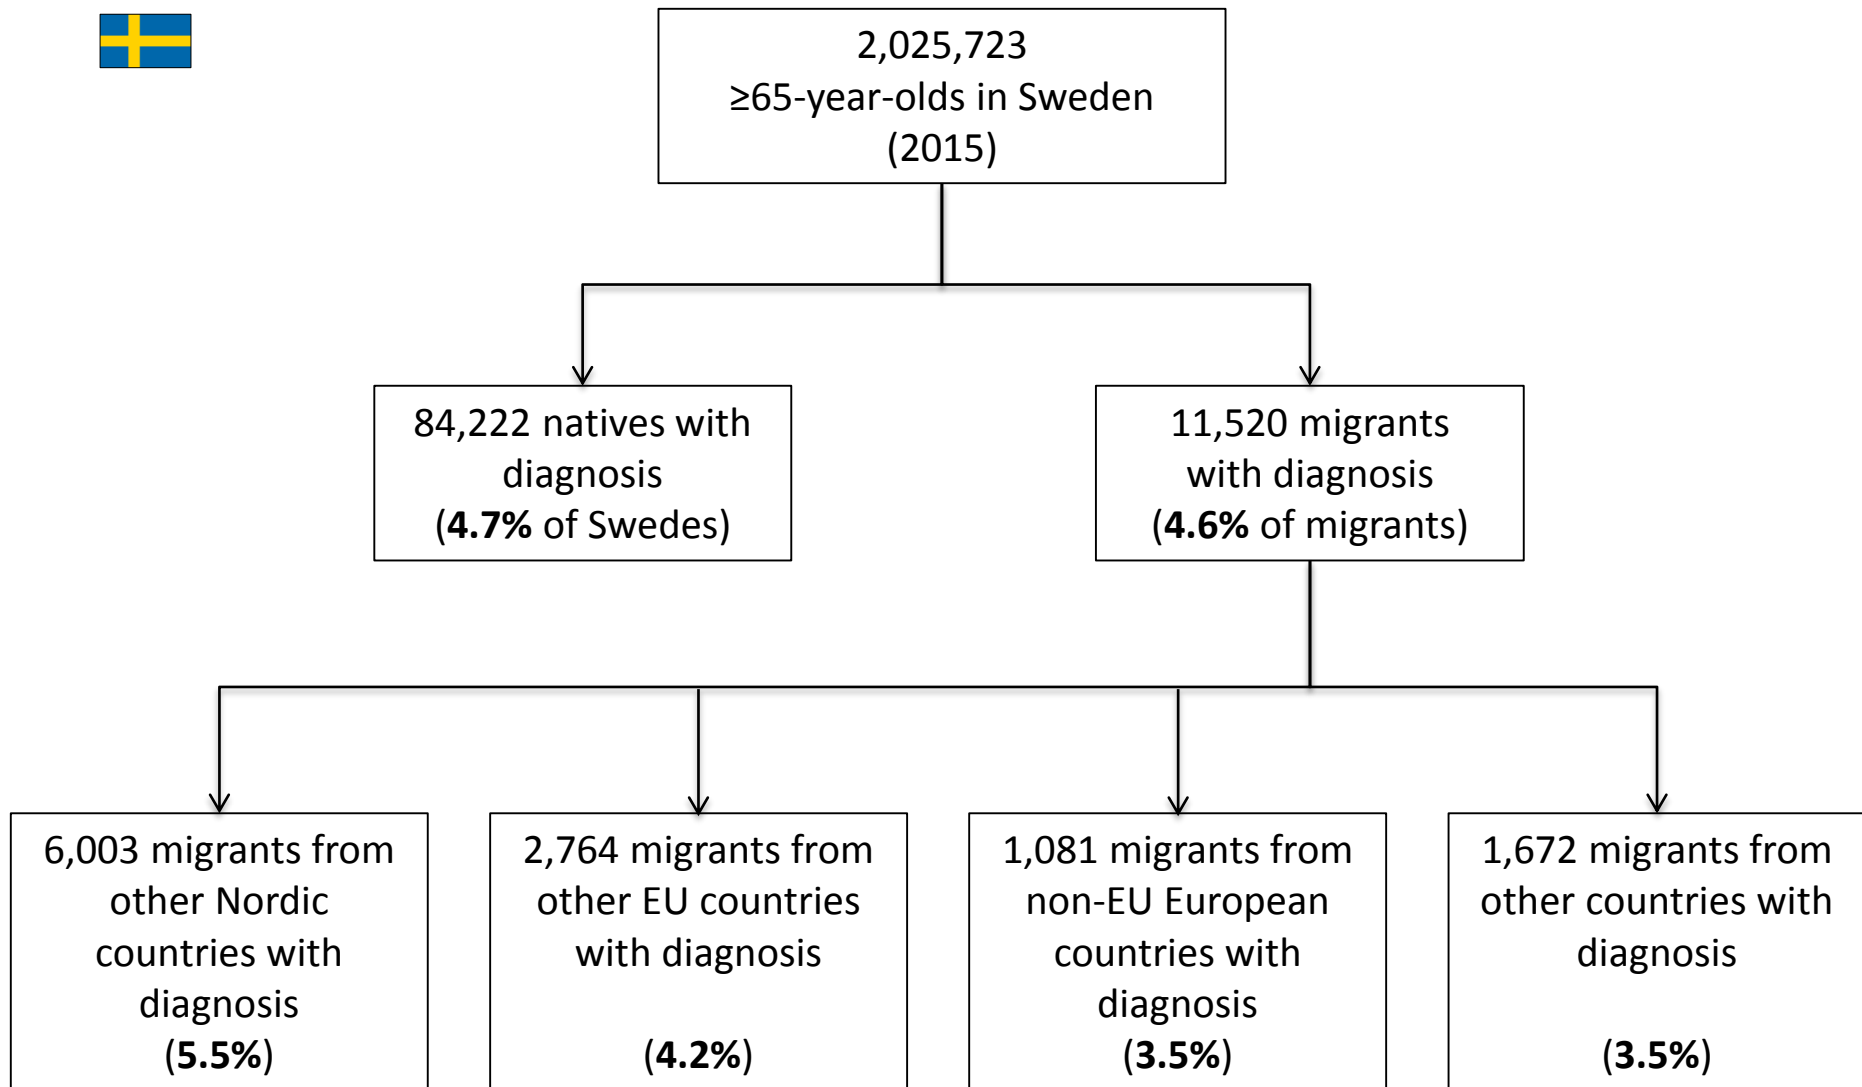 2,025,723
≥65-year-olds in Sweden
(2015)
84,222 natives with
diagnosis
(4.7% of Swedes)
11,520 migrants
with diagnosis
(4.6% of migrants)
6,003 migrants from
other Nordic
countries with
diagnosis
(5.5%)
2,764 migrants from
other EU countries
with diagnosis
(4.2%)
1,081 migrants from
non-EU European
countries with
diagnosis
(3.5%)
1,672 migrants from
other countries with
diagnosis
(3.5%)